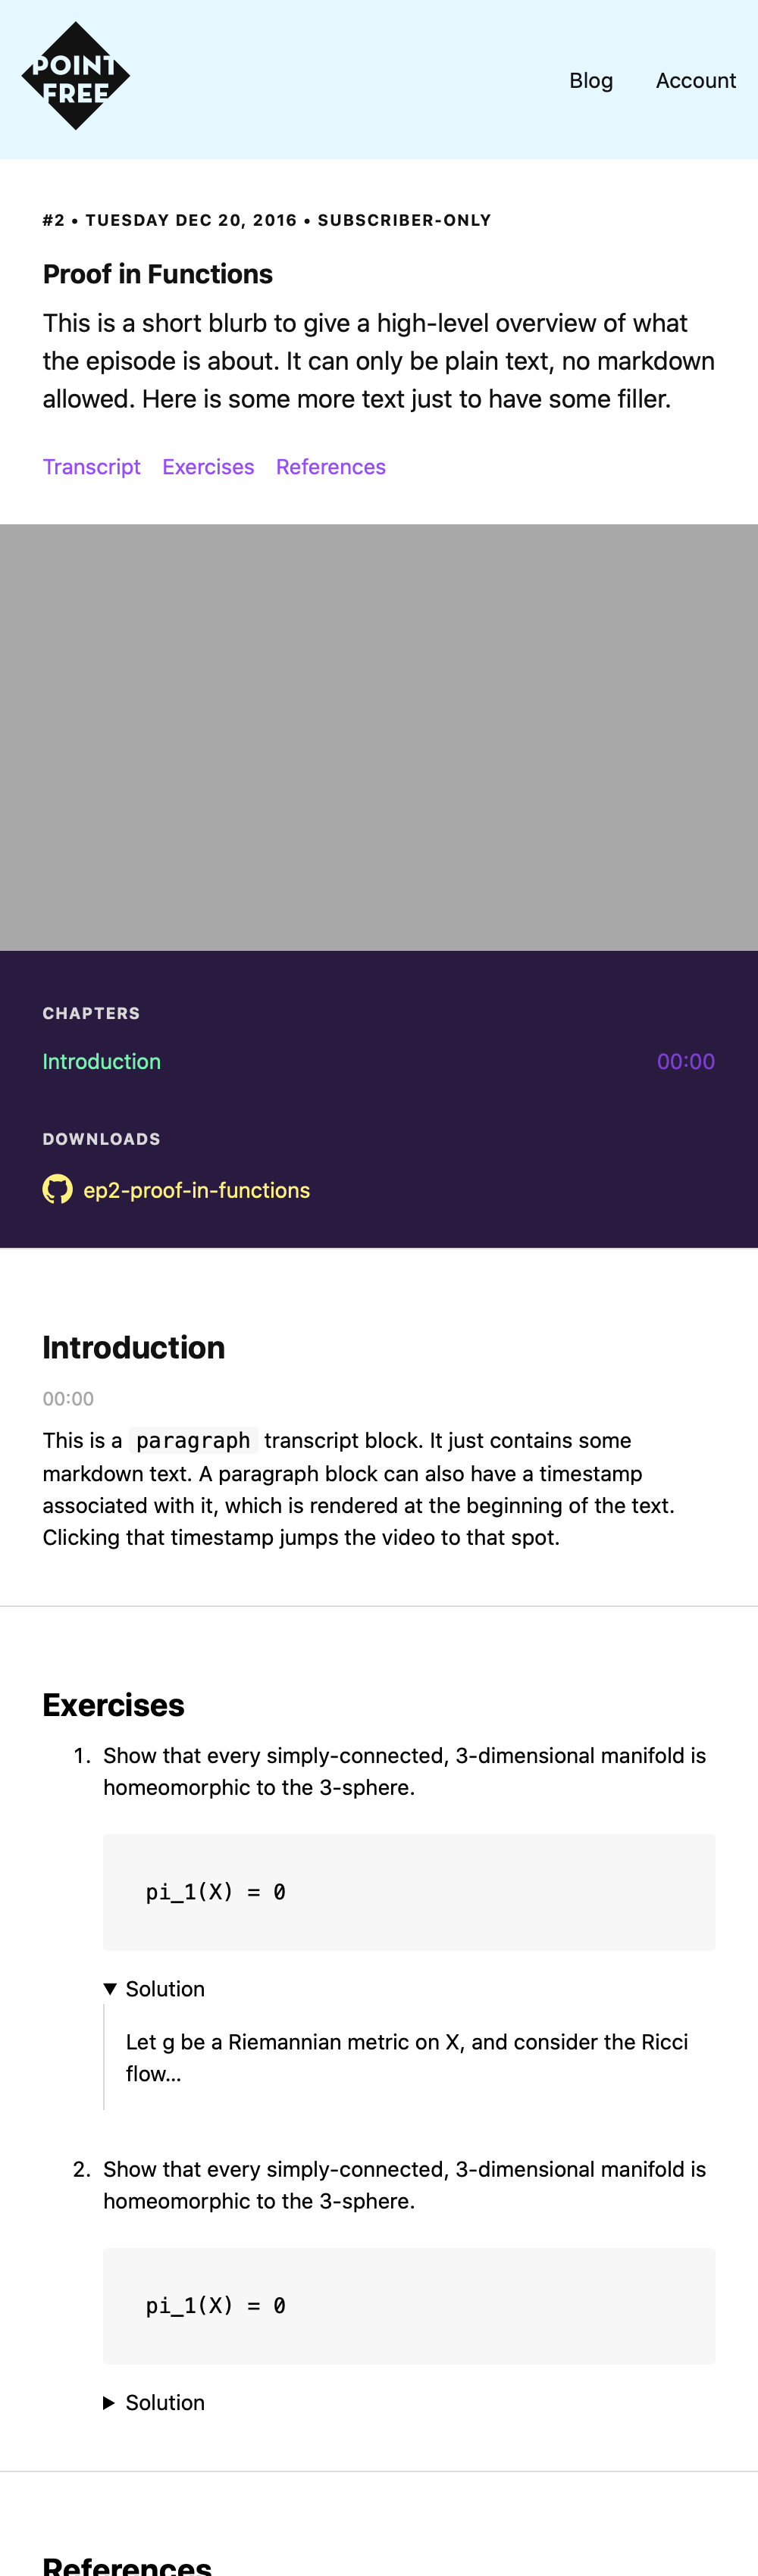 POINT
FREE
Blog Account
#2 • TUESDAY DEC 20, 2016 • SUBSCRIBER-ONLY
Proof in Functions
This is a short blurb to give a high-level overview of what
the episode is about. It can only be plain text, no markdown
allowed. Here is some more text just to have some filler.
Transcript Exercises References
CHAPTERS
Introduction 00:00
DOWNLOADS
ep2-proof-in-functions
Introduction
00:00
This is a paragraph transcript block. It just contains some
markdown text. A paragraph block can also have a timestamp
associated with it, which is rendered at the beginning of the text.
Clicking that timestamp jumps the video to that spot.
Exercises
1. Show that every simply-connected, 3-dimensional manifold is
homeomorphic to the 3-sphere.
pi_1(X) = 0
▼ Solution
Let g be a Riemannian metric on X, and consider the Ricci
flow...
2. Show that every simply-connected, 3-dimensional manifold is
homeomorphic to the 3-sphere.
pi_1(X) = 0
▶ Solution
References